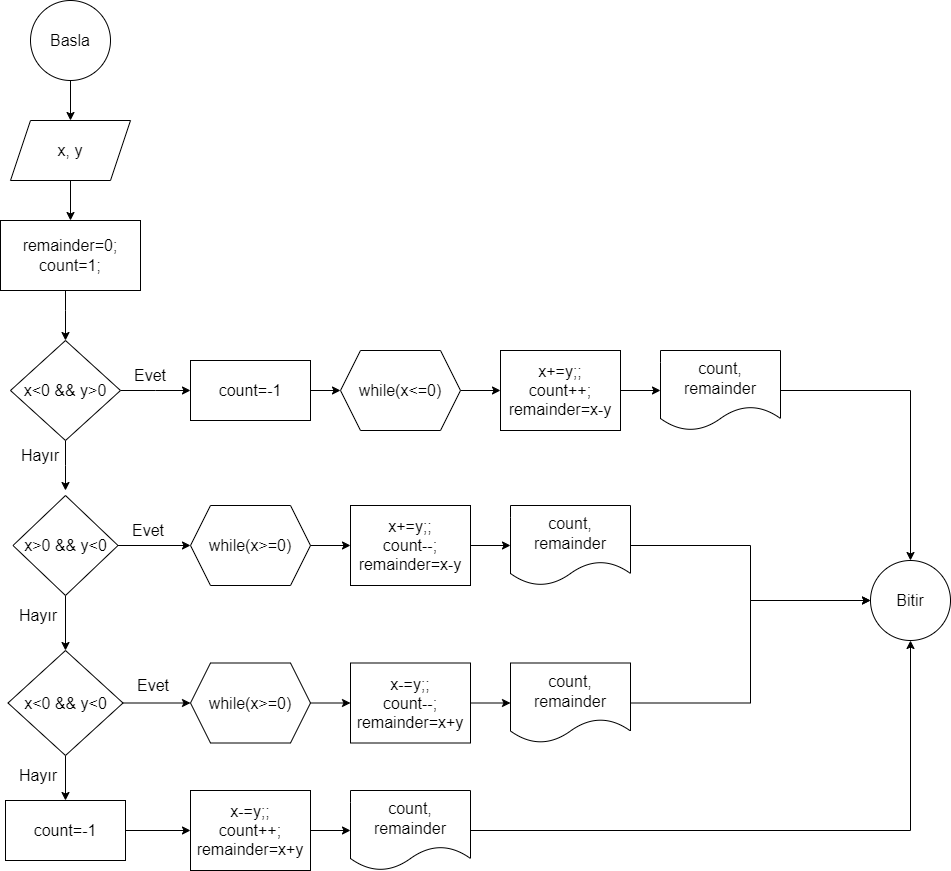 Basla
x, y
remainder=0;
count=1;
x<0 && y>0
Evet
count=-1
while(x<=0)
x+=y;;
count++;
remainder=x-y
count,
remainder
Hayır
x>0 && y<0
Evet
while(x>=0)
x+=y;;
count--;
remainder=x-y
count,
remainder
Bitir
Hayır
x<0 && y<0
Evet
while(x>=0)
x-=y;;
count--;
remainder=x+y
count,
remainder
Hayır
count=-1
x-=y;;
count++;
remainder=x+y
count,
remainder